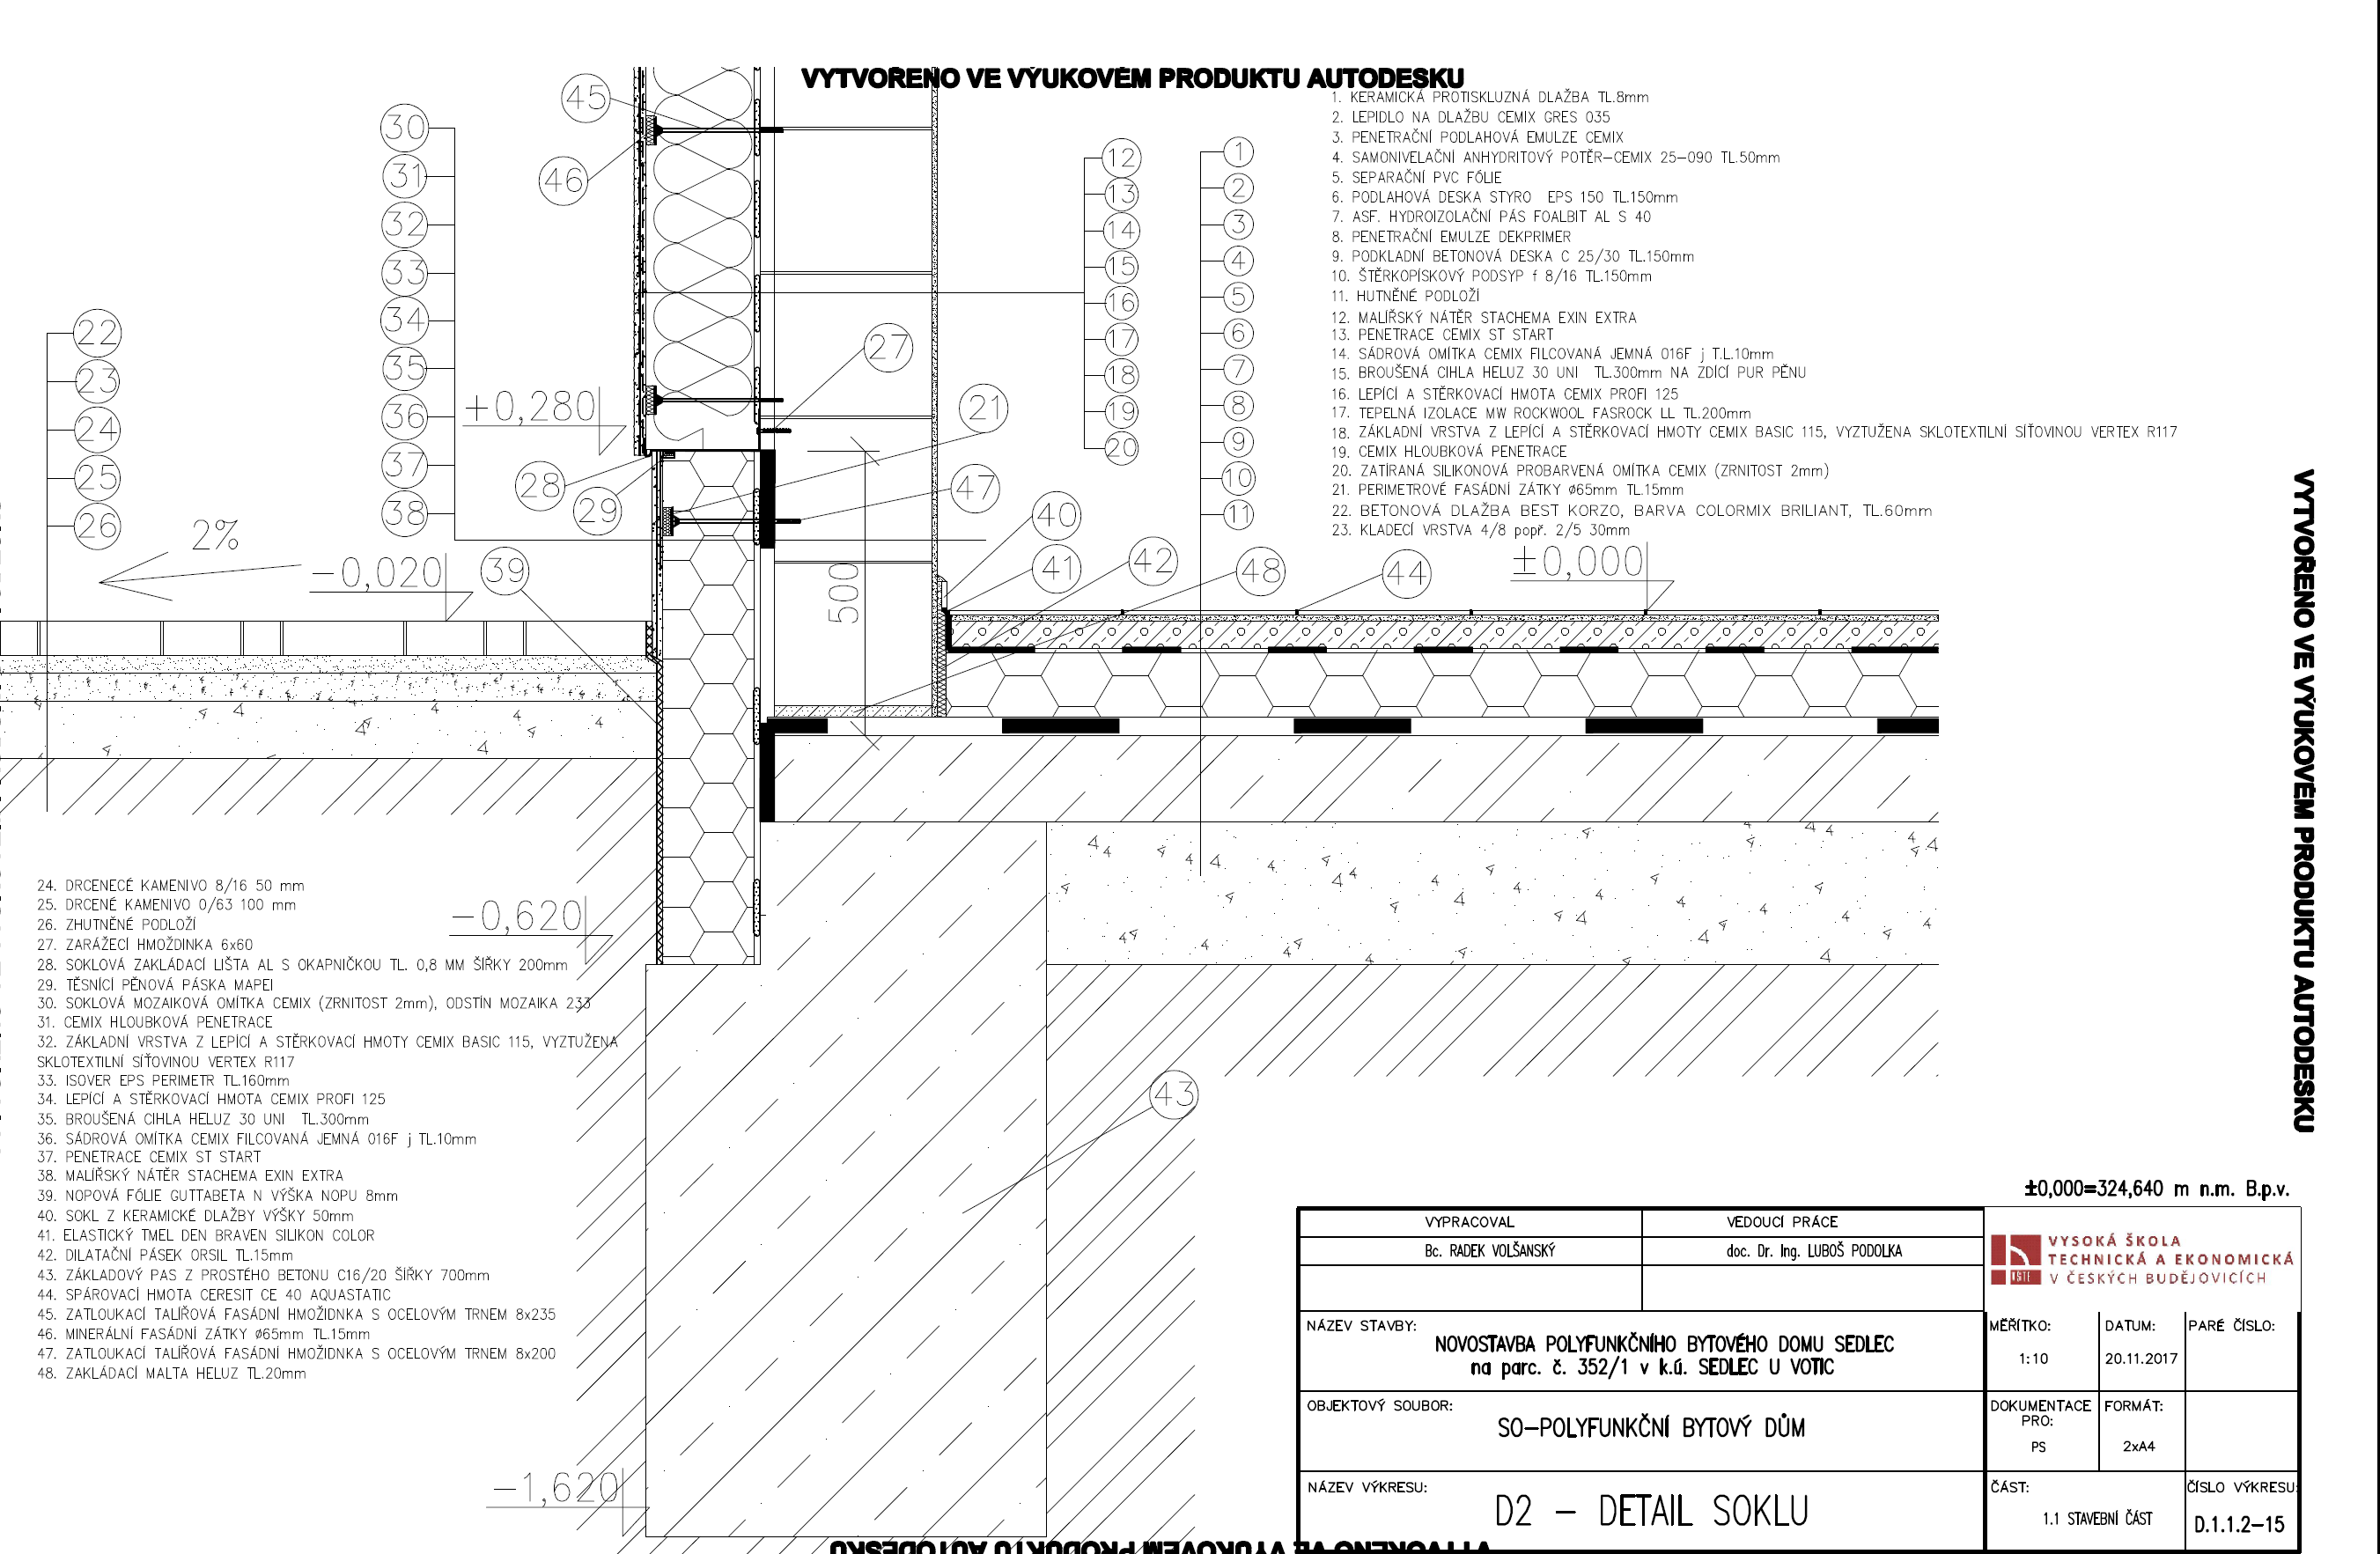 VYTVOŘENO VE VÝUKOVÉM PRODUKTU AUTODESKU
1. KERAMICKÁ PROTISKLUZNÁ DLAŽBA TL.8mm
2. LEPIDLO NA DLAŽBU CEMIX GRES 035
3. PENETRAČNÍ PODLAHOVÁ EMULZE CEMIX
4. SAMONIVELAČNÍ ANHYDRITOVÝ POTĚR-CEMIX 25-090 TL.50mm
5. SEPARAČNÍ PVC FÓLIE
6. PODLAHOVÁ DESKA STYRO EPS 150 TL.150mm
7. ASF. HYDROIZOLAČNÍ PÁS FOALBIT AL S 40
8. PENETRAČNÍ EMULZE DEKPRIMER
9. PODKLADNÍ BETONOVÁ DESKA C 25/30 TL.150mm
10. ŠTĚRKOPÍSKOVÝ PODSYP f 8/16 TL.150mm
11. HUTNĚNÉ PODLOŽÍ
12. MALÍŘSKÝ NÁTĚR STACHEMA EXIN EXTRA
13. PENETRACE CEMIX ST START
14. SÁDROVÁ OMÍTKA CEMIX FILCOVANÁ JEMNÁ 016F j T.L.10mm
15. BROUŠENÁ CIHLA HELUZ 30 UNI TL.300mm NA ZDÍCÍ PUR PĚNU
16. LEPÍCÍ A STĚRKOVACÍ HMOTA CEMIX PROFI 125
17. TEPELNÁ IZOLACE MW ROCKWOOL FASROCK LL TL.200mm
18. ZÁKLADNÍ VRSTVA Z LEPÍCÍ A STĚRKOVACÍ HMOTY CEMIX BASIC 115, VYZTUŽENA SKLOTEXTILNÍ SÍŤOVINOU VERTEX R117
19. CEMIX HLOUBKOVÁ PENETRACE
20. ZATÍRANÁ SILIKONOVÁ PROBARVENÁ OMÍTKA CEMIX (ZRNITOST 2mm)
21. PERIMETROVÉ FASÁDNÍ ZÁTKY ø65mm TL.15mm
22. BETONOVÁ DLAŽBA BEST KORZO, BARVA COLORMIX BRILIANT, TL.60mm
23. KLADECÍ VRSTVA 4/8 popř. 2/5 30mm
45
46
30
31
32
33
34
35
36
37
38
12
13
14
15
16
17
18
19
20
1
2
3
4
5
6
7
8
9
10
11
22
23
24
25
26
27
21
28
29
47
40
41
42
48
44
39
43
+0,280
2%
-0,020
±0,000
500
-0,620
-1,620
VYTVOŘENO VE VÝUKOVÉM PRODUKTU AUTODESKU
24. DRCENECÉ KAMENIVO 8/16 50 mm
25. DRCENÉ KAMENIVO 0/63 100 mm
26. ZHUTNĚNÉ PODLOŽÍ
27. ZARÁŽECÍ HMOŽDINKA 6x60
28. SOKLOVÁ ZAKLÁDACÍ LIŠTA AL S OKAPNIČKOU TL. 0,8 MM ŠÍŘKY 200mm
29. TĚSNÍCÍ PĚNOVÁ PÁSKA MAPEI
30. SOKLOVÁ MOZAIKOVÁ OMÍTKA CEMIX (ZRNITOST 2mm), ODSTÍN MOZAIKA 233
31. CEMIX HLOUBKOVÁ PENETRACE
32. ZÁKLADNÍ VRSTVA Z LEPÍCÍ A STĚRKOVACÍ HMOTY CEMIX BASIC 115, VYZTUŽENA
SKLOTEXTILNÍ SÍŤOVINOU VERTEX R117
33. ISOVER EPS PERIMETR TL.160mm
34. LEPÍCÍ A STĚRKOVACÍ HMOTA CEMIX PROFI 125
35. BROUŠENÁ CIHLA HELUZ 30 UNI TL.300mm
36. SÁDROVÁ OMÍTKA CEMIX FILCOVANÁ JEMNÁ 016F j TL.10mm
37. PENETRACE CEMIX ST START
38. MALÍŘSKÝ NÁTĚR STACHEMA EXIN EXTRA
39. NOPOVÁ FÓLIE GUTTABETA N VÝŠKA NOPU 8mm
40. SOKL Z KERAMICKÉ DLAŽBY VÝŠKY 50mm
41. ELASTICKÝ TMEL DEN BRAVEN SILIKON COLOR
42. DILATAČNÍ PÁSEK ORSIL TL.15mm
43. ZÁKLADOVÝ PAS Z PROSTÉHO BETONU C16/20 ŠÍŘKY 700mm
44. SPÁROVACÍ HMOTA CERESIT CE 40 AQUASTATIC
45. ZATLOUKACÍ TALÍŘOVÁ FASÁDNÍ HMOŽIDNKA S OCELOVÝM TRNEM 8x235
46. MINERÁLNÍ FASÁDNÍ ZÁTKY ø65mm TL.15mm
47. ZATLOUKACÍ TALÍŘOVÁ FASÁDNÍ HMOŽIDNKA S OCELOVÝM TRNEM 8x200
48. ZAKLÁDACÍ MALTA HELUZ TL.20mm
±0,000=324,640 m n.m. B.p.v.
VYPRACOVAL
VEDOUCÍ PRÁCE
Bc. RADEK VOLŠANSKÝ
doc. Dr. Ing. LUBOŠ PODOLKA
VŠTE
VYSOKÁ ŠKOLA
TECHNICKÁ A EKONOMICKÁ
V ČESKÝCH BUDĚJOVICÍCH
NÁZEV STAVBY:
NOVOSTAVBA POLYFUNKČNÍHO BYTOVÉHO DOMU SEDLEC
na parc. č. 352/1 v k.ú. SEDLEC U VOTIC
MĚŘÍTKO:
1:10
DATUM:
20.11.2017
PARÉ ČÍSLO:
OBJEKTOVÝ SOUBOR:
SO-POLYFUNKČNÍ BYTOVÝ DŮM
DOKUMENTACE
PRO:
PS
FORMÁT:
2xA4
NÁZEV VÝKRESU:
D2 - DETAIL SOKLU
ČÁST:
1.1 STAVEBNÍ ČÁST
ČÍSLO VÝKRESU:
D.1.1.2-15
VYTVOŘENO VE VÝUKOVÉM PRODUKTU AUTODESKU